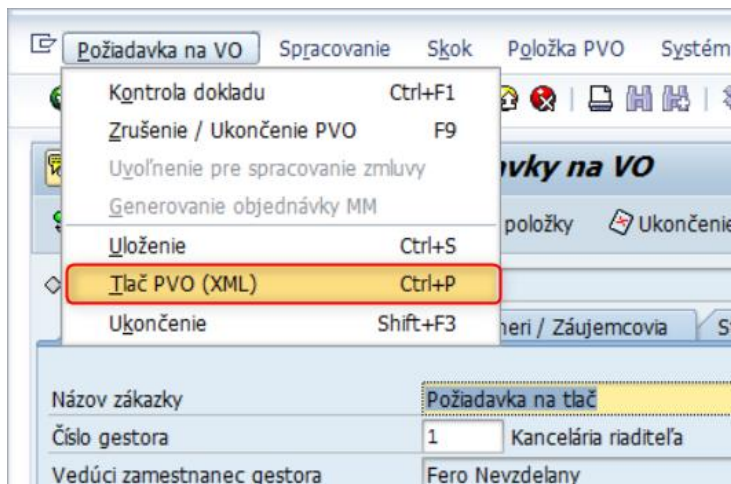 Požiadavka na VO Spracovanie Skok Položka PVO Systém
Kontrola dokladu Ctrl+F1
Zrušenie / Ukončenie PVO F9
Uvoľnenie pre spracovanie zmluvy
vky na VO
Generovanie objednávky MM
položky Ukončenie
Uloženie Ctrl+S
Tlač PVO (XML) Ctrl+P
Ukončenie Shift+F3
neri / Záujemcovia S
Názov zákazky Požiadavka na tlač
Číslo gestora 1 Kancelária riaditeľa
Vedúci zamestnanec gestora Fero Nevzdelany